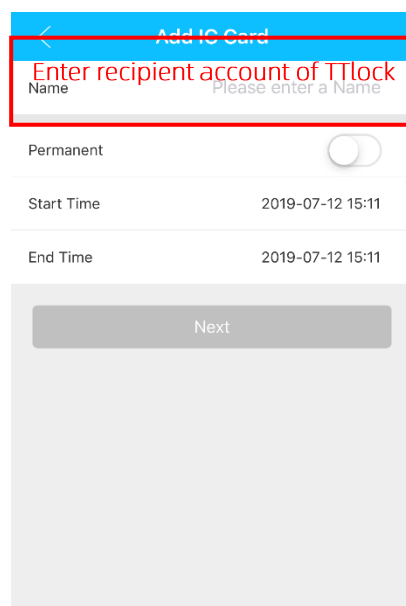 Add IC Card
Enter recipient account of TTlock
Name Please enter a Name
Permanent
Start Time 2019-07-12 15:11
End Time 2019-07-12 15:11
Next